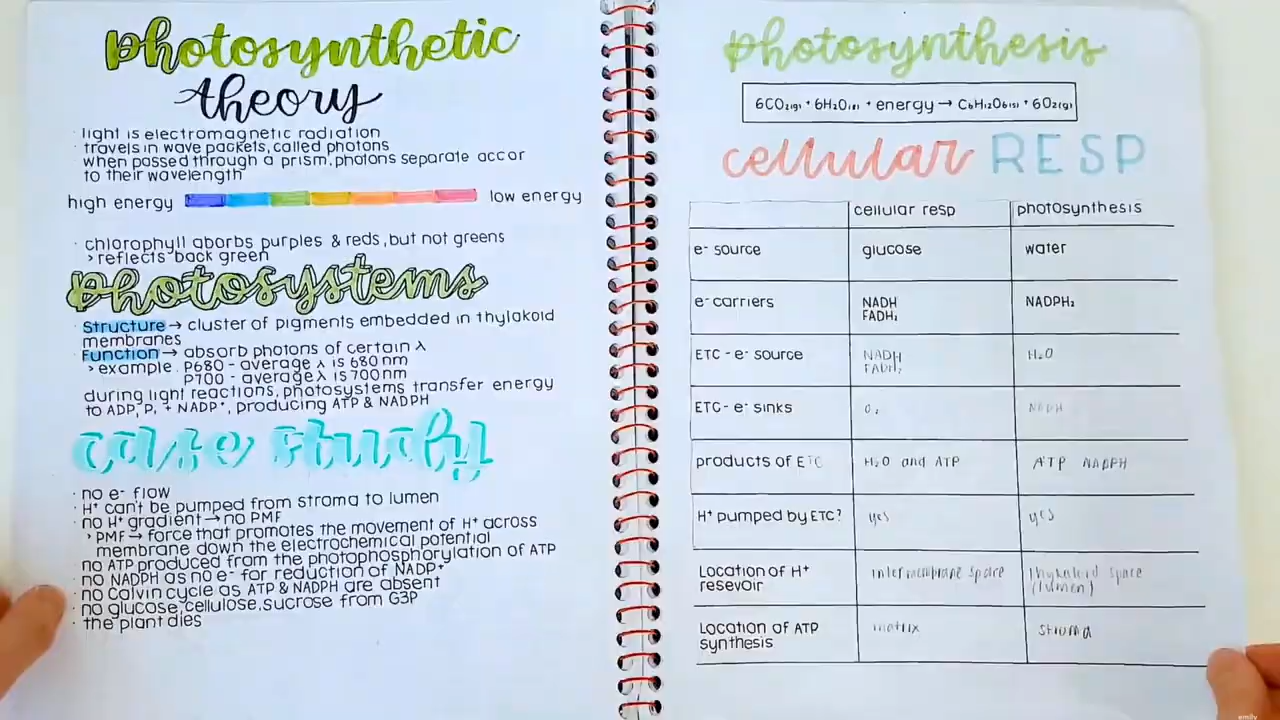 photosynthetic
theory
· light is electromagnetic radiation
· travels in wave packets, called photons
when passed through a prism, photons separate accor
to their wavelength
high energy low energy
· chlorophyll aborbs purples & reds, but not greens
> reflects back green
photosystems
· Structure → cluster of pigments embedded in thylakoid
membranes
· Function → absorb photons of certain λ
> example. P680 - average λ is 680nm
P700 - average λ is 700nm
during light reactions, photosystems transfer energy
to ADP, Pᵢ + NADP⁺, producing ATP & NADPH
case study
· no e⁻ flow
· H⁺ can't be pumped from stroma to lumen
· no H⁺ gradient → no PMF
> PMF → force that promotes the movement of H⁺ across
membrane down the electrochemical potential
· no ATP produced from the photophosphorylation of ATP
· no NADPH as no e⁻ for reduction of NADP⁺
· no Calvin cycle as ATP & NADPH are absent
· no glucose, cellulose, sucrose from G3P
· the plant dies
photosynthesis
6CO₂(g) + 6H₂O(l) + energy → C₆H₁₂O₆(s) + 6O₂(g)
cellular RESP
cellular resp photosynthesis
e⁻ source glucose water
e⁻ carriers NADH NADPH₂
FADH₂
ETC - e⁻ source NADH H₂O
FADH₂
ETC - e⁻ sinks O₂ NADH
products of ETC H₂O and ATP ATP NADPH
H⁺ pumped by ETC? yes yes
Location of H⁺ intermembrane space thykaloid space
resevoir (lumen)
Location of ATP matrix stroma
synthesis
emily